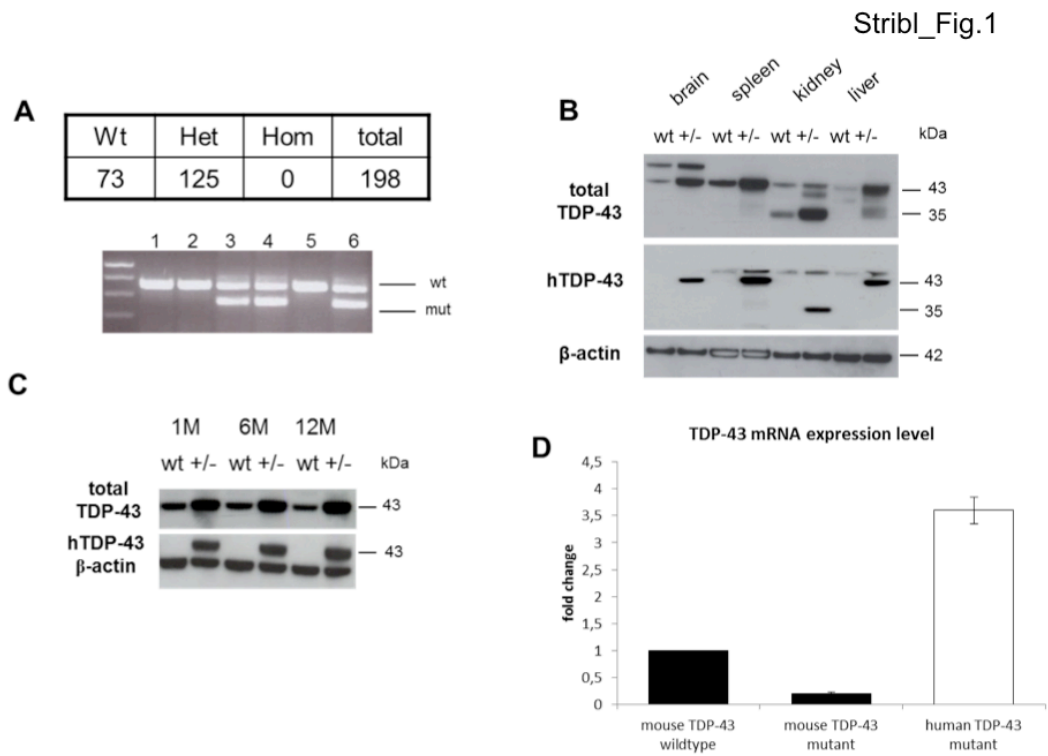 Stribl_Fig.1
A
Wt Het Hom total
73 125 0 198
1 2 3 4 5 6
wt
mut
B
brain spleen kidney liver
wt +/- wt +/- wt +/- wt +/- kDa
total
TDP-43
43
35
hTDP-43
43
35
β-actin
42
C
1M 6M 12M
wt +/- wt +/- wt +/- kDa
total
TDP-43
43
hTDP-43
43
β-actin
D
TDP-43 mRNA expression level
fold change
4,5
4
3,5
3
2,5
2
1,5
1
0,5
0
mouse TDP-43
wildtype
mouse TDP-43
mutant
human TDP-43
mutant